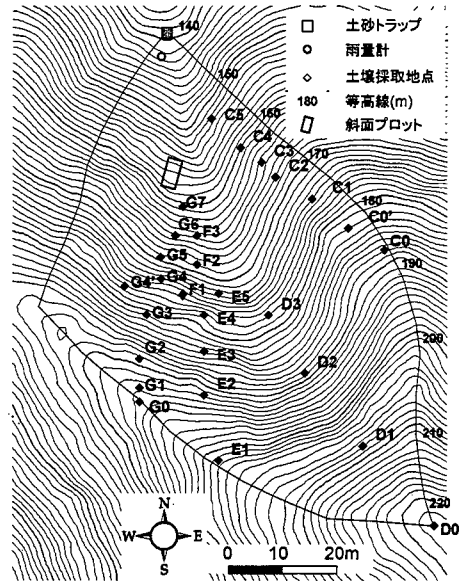 140
土砂トラップ
雨量計
土壌採取地点
180 等高線(m)
斜面プロット
150
C5
160
C4
C3
170
C2
C1
180
C0'
C0
190
G7
G6
F3
G5
F2
G4'
G4
F1
E5
G3
E4
D3
200
G2
E3
D2
G1
E2
G0
210
D1
E1
220
D0
N
W
E
S
0 10 20m